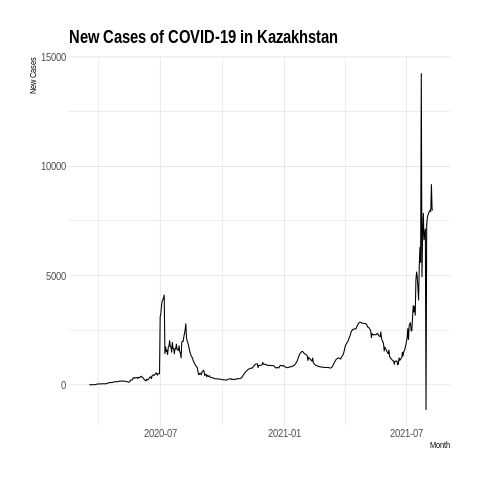 New Cases of COVID-19 in Kazakhstan
New Cases
15000
10000
5000
0
2020-07
2021-01
2021-07
Month